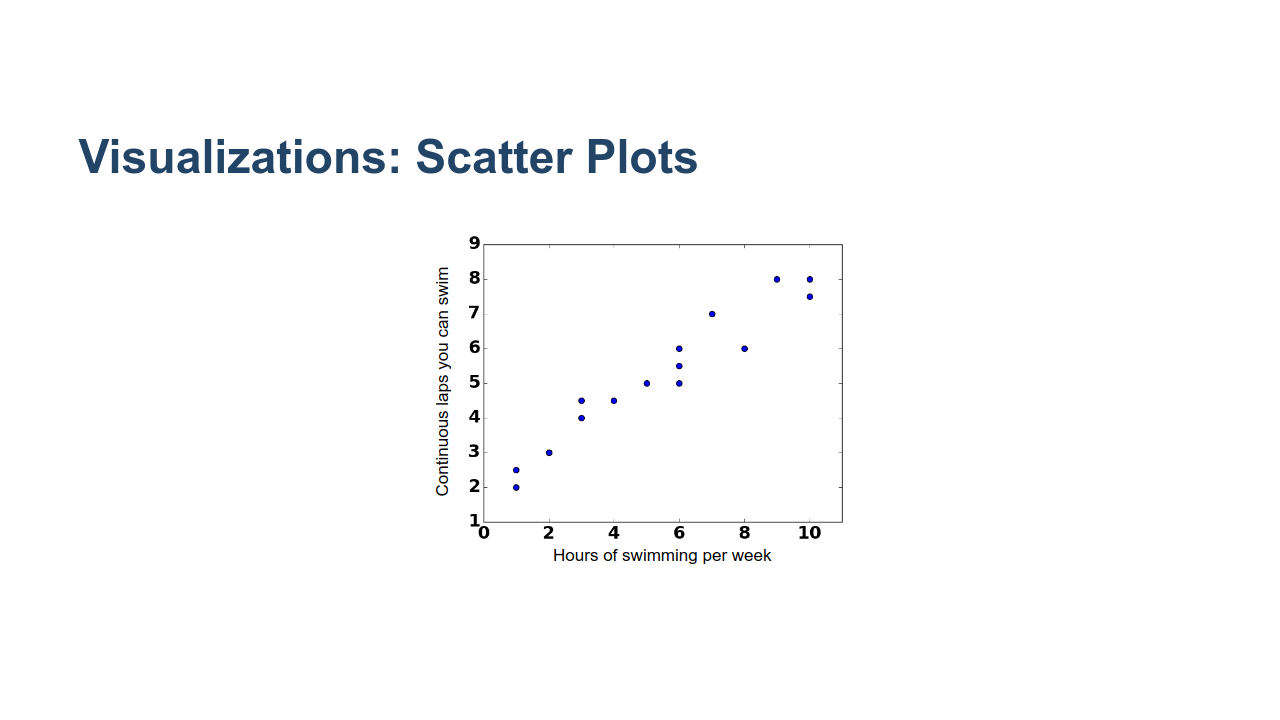 Visualizations: Scatter Plots
9
8
7
6
5
4
3
2
1
Continuous laps you can swim
0 2 4 6 8 10
Hours of swimming per week